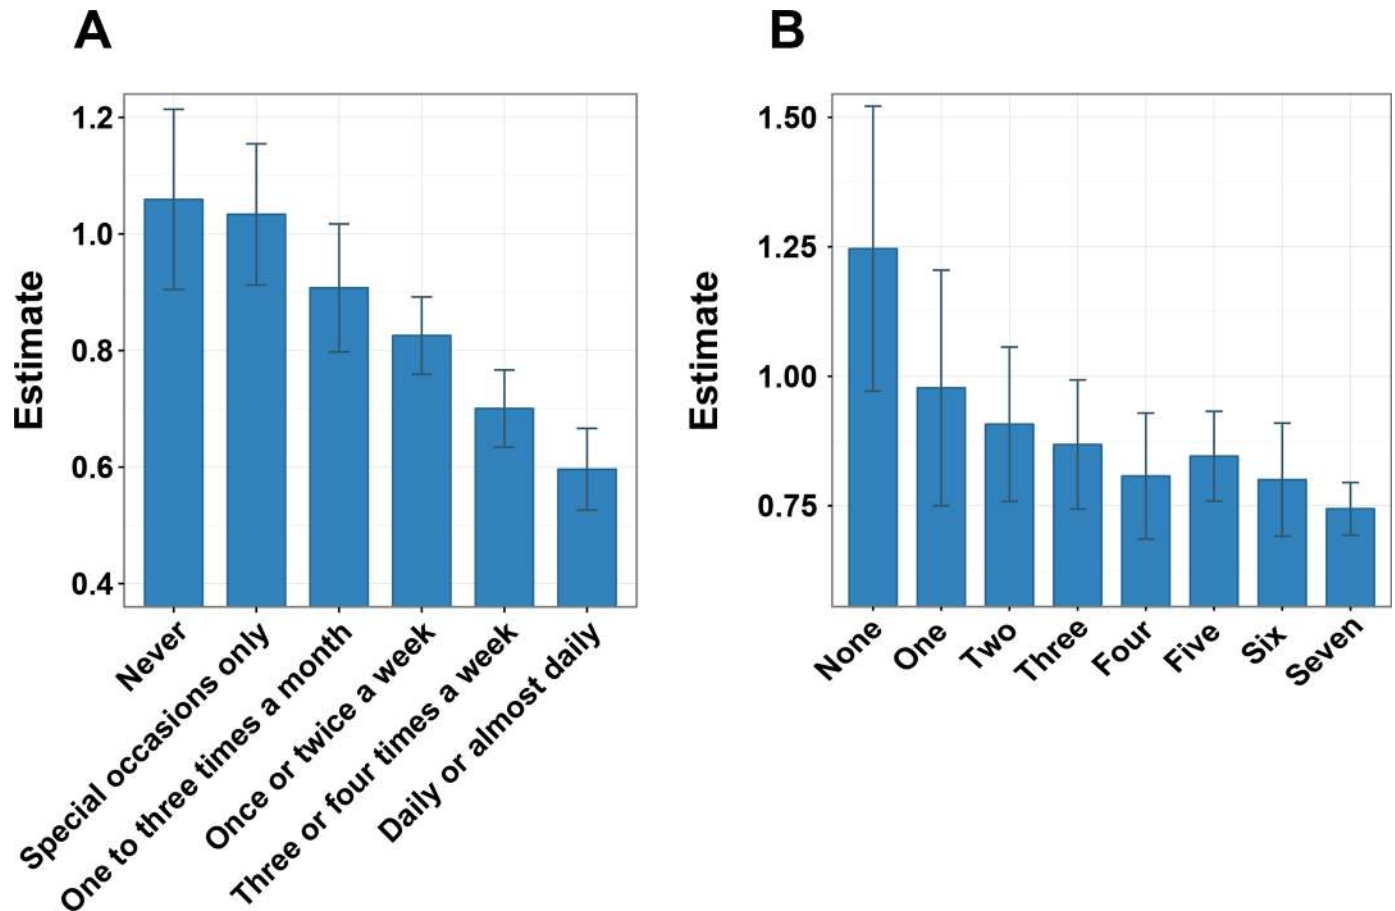 A
Estimate
1.2
1.0
0.8
0.6
0.4
Never
Special occasions only
One to three times a month
Once or twice a week
Three or four times a week
Daily or almost daily
B
Estimate
1.50
1.25
1.00
0.75
None
One
Two
Three
Four
Five
Six
Seven